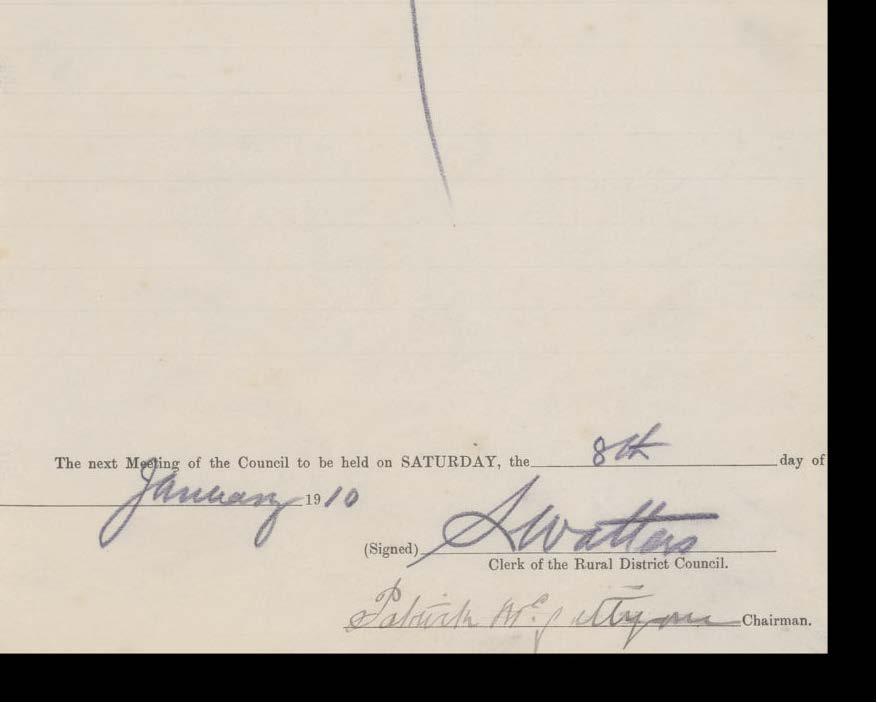 The next Meeting of the Council to be held on SATURDAY, the 8th day of
January 1910
(Signed) S Watters
Clerk of the Rural District Council.
Patrick Chairman.